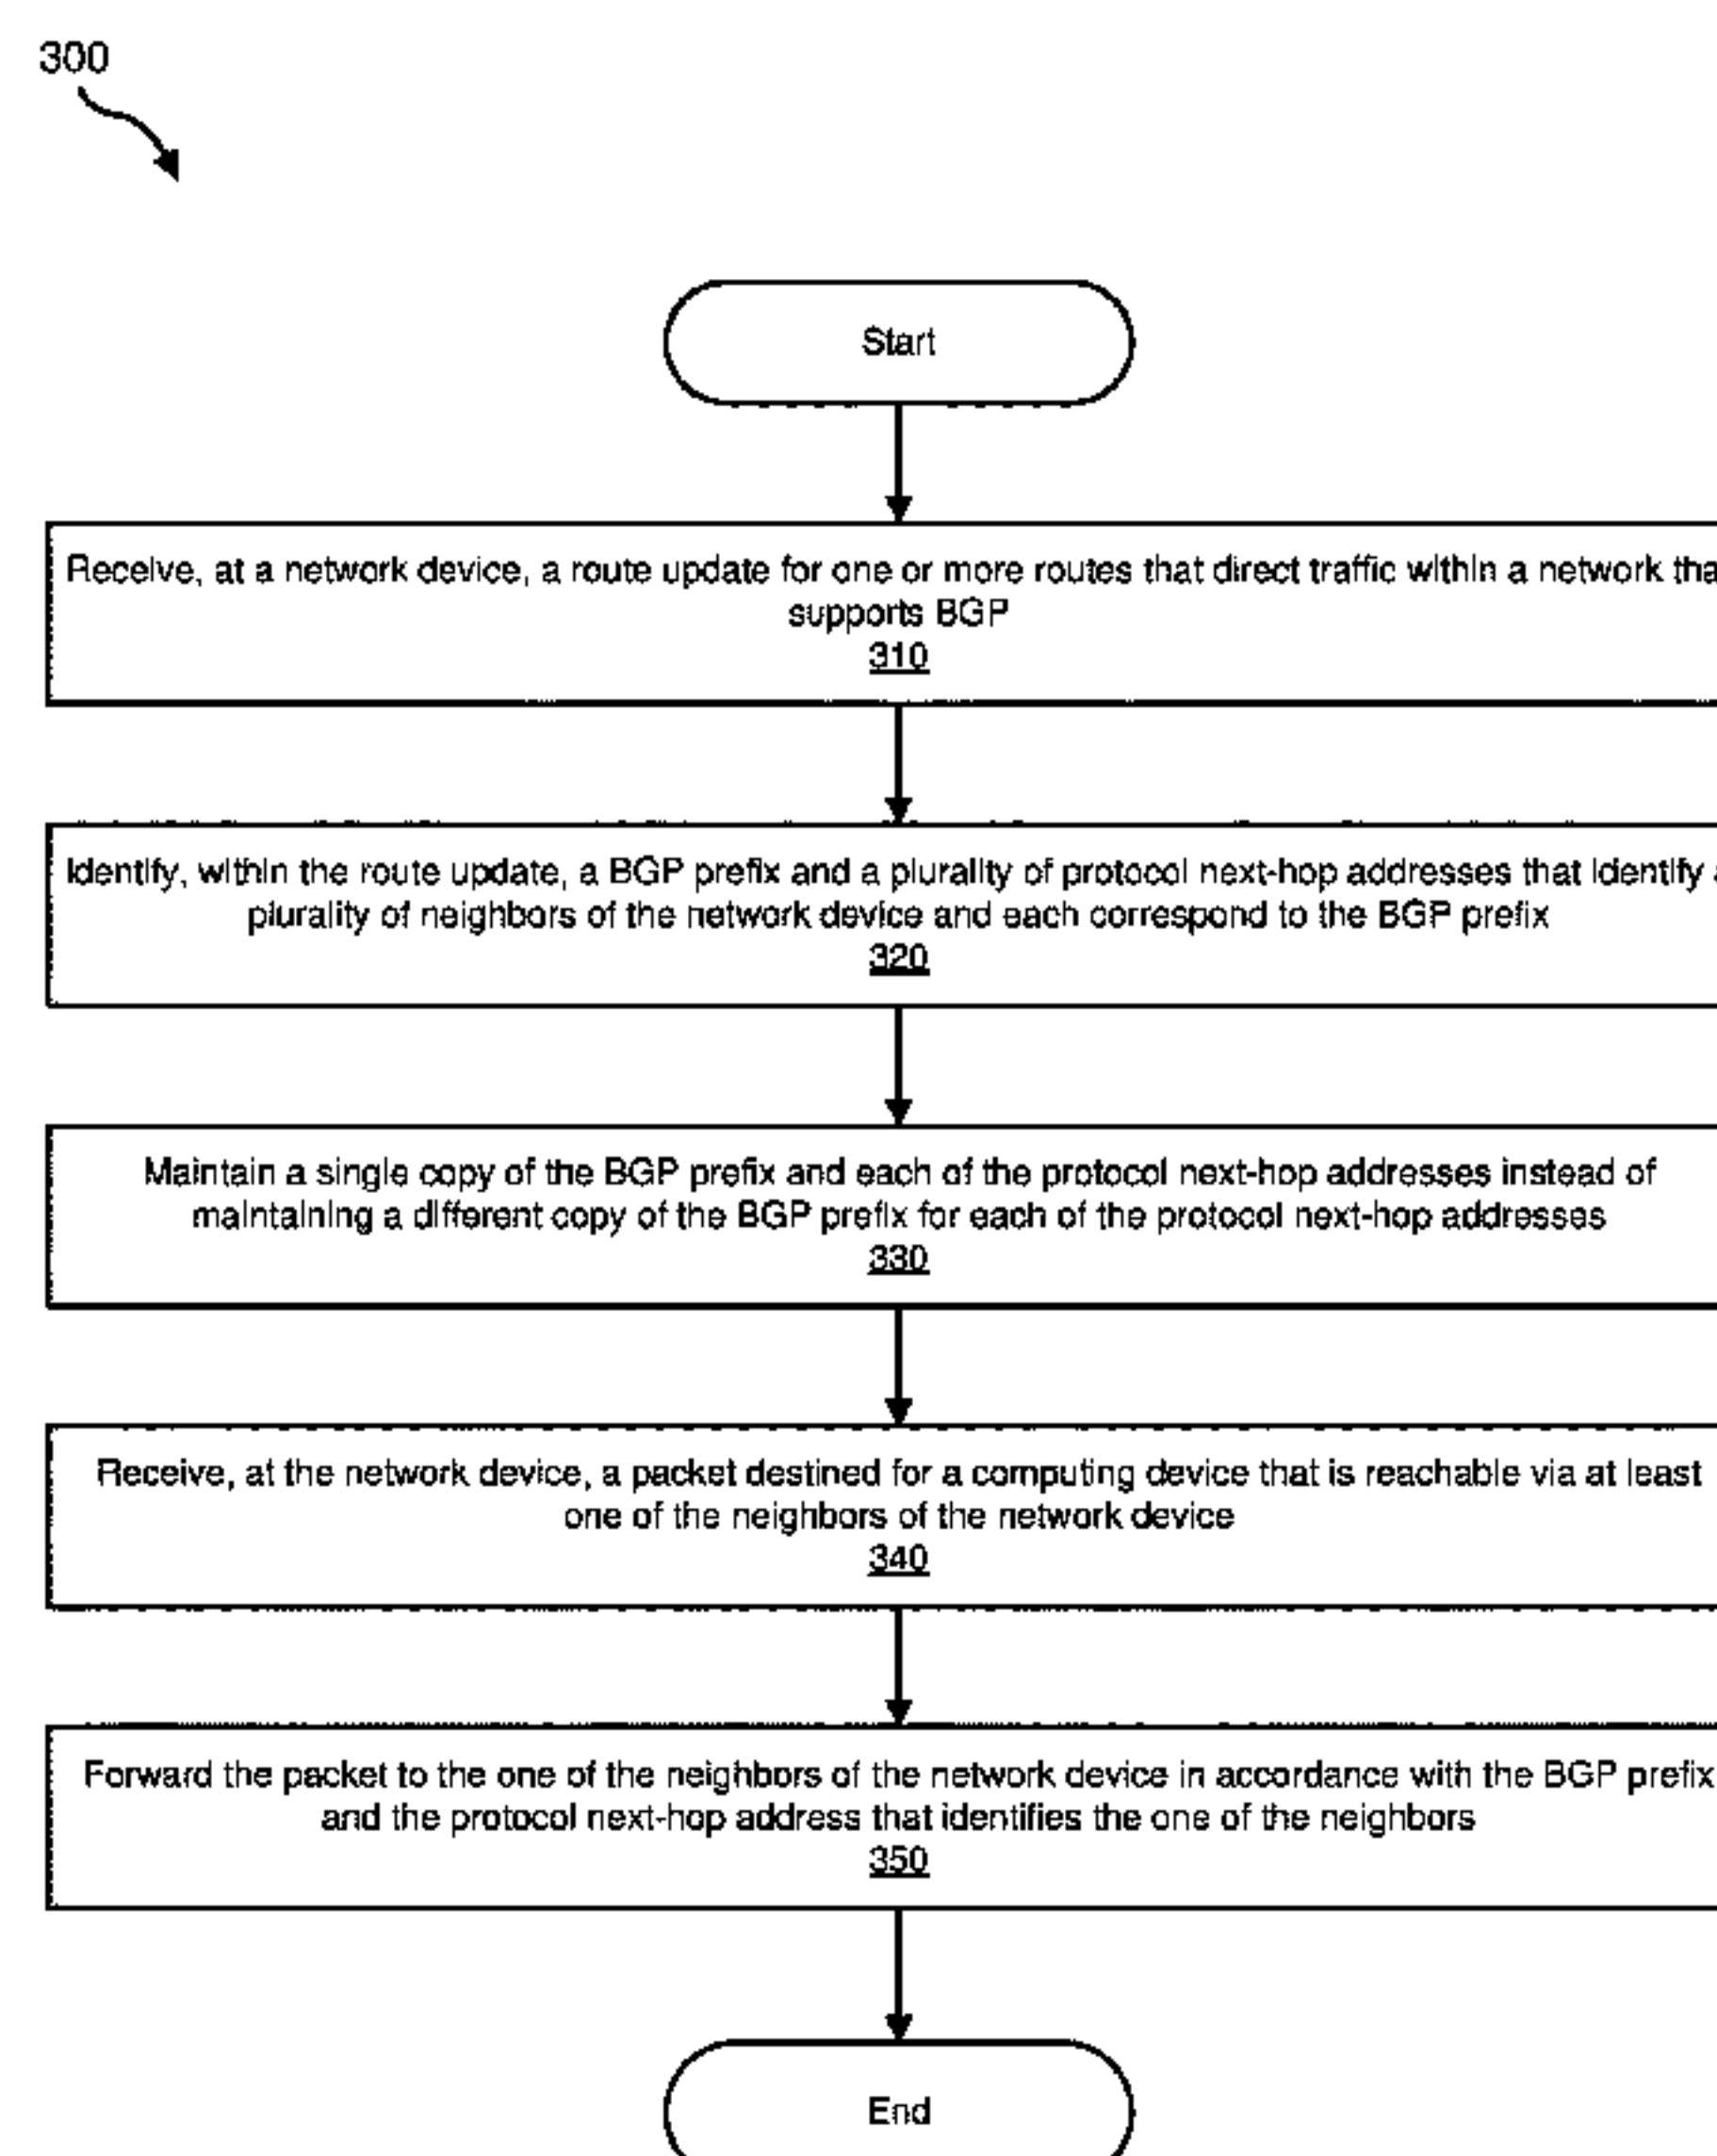 300
Start
Receive, at a network device, a route update for one or more routes that direct traffic within a network tha
supports BGP
310
Identify, within the route update, a BGP prefix and a plurality of protocol next-hop addresses that identify a
plurality of neighbors of the network device and each correspond to the BGP prefix
320
Maintain a single copy of the BGP prefix and each of the protocol next-hop addresses instead of
maintaining a different copy of the BGP prefix for each of the protocol next-hop addresses
330
Receive, at the network device, a packet destined for a computing device that is reachable via at least
one of the neighbors of the network device
340
Forward the packet to the one of the neighbors of the network device in accordance with the BGP prefix
and the protocol next-hop address that identifies the one of the neighbors
350
End